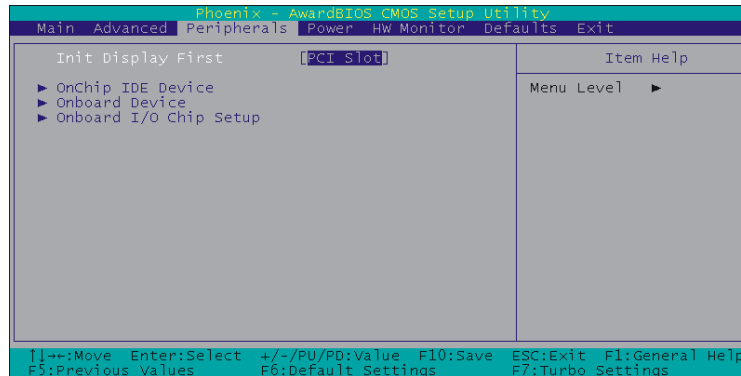 Phoenix - AwardBIOS CMOS Setup Utility
Main Advanced Peripherals Power HW Monitor Defaults Exit
Init Display First [PCI Slot] Item Help
► OnChip IDE Device Menu Level ►
► Onboard Device
► Onboard I/O Chip Setup
↑↓→←:Move Enter:Select +/-/PU/PD:Value F10:Save ESC:Exit F1:General Help
F5:Previous Values F6:Default Settings F7:Turbo Settings